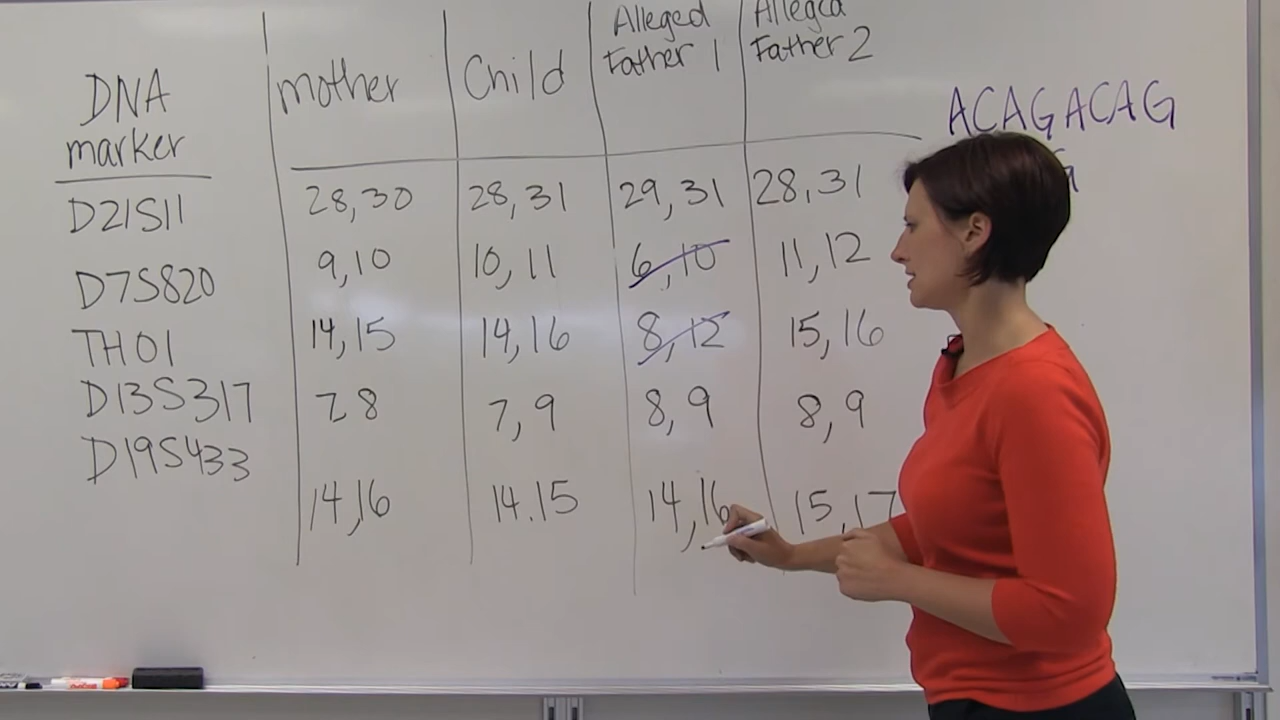 DNA marker | mother | Child | Alleged Father 1 | Alleged Father 2
ACAGACAG
D21S11 | 28,30 | 28,31 | 29,31 | 28,31
D7S820 | 9,10 | 10,11 | 6,10 | 11,12
TH01 | 14,15 | 14,16 | 8,12 | 15,16
D13S317 | 7 8 | 7,9 | 8,9 | 8,9
D19S433 | 14,16 | 14.15 | 14,16 | 15,17